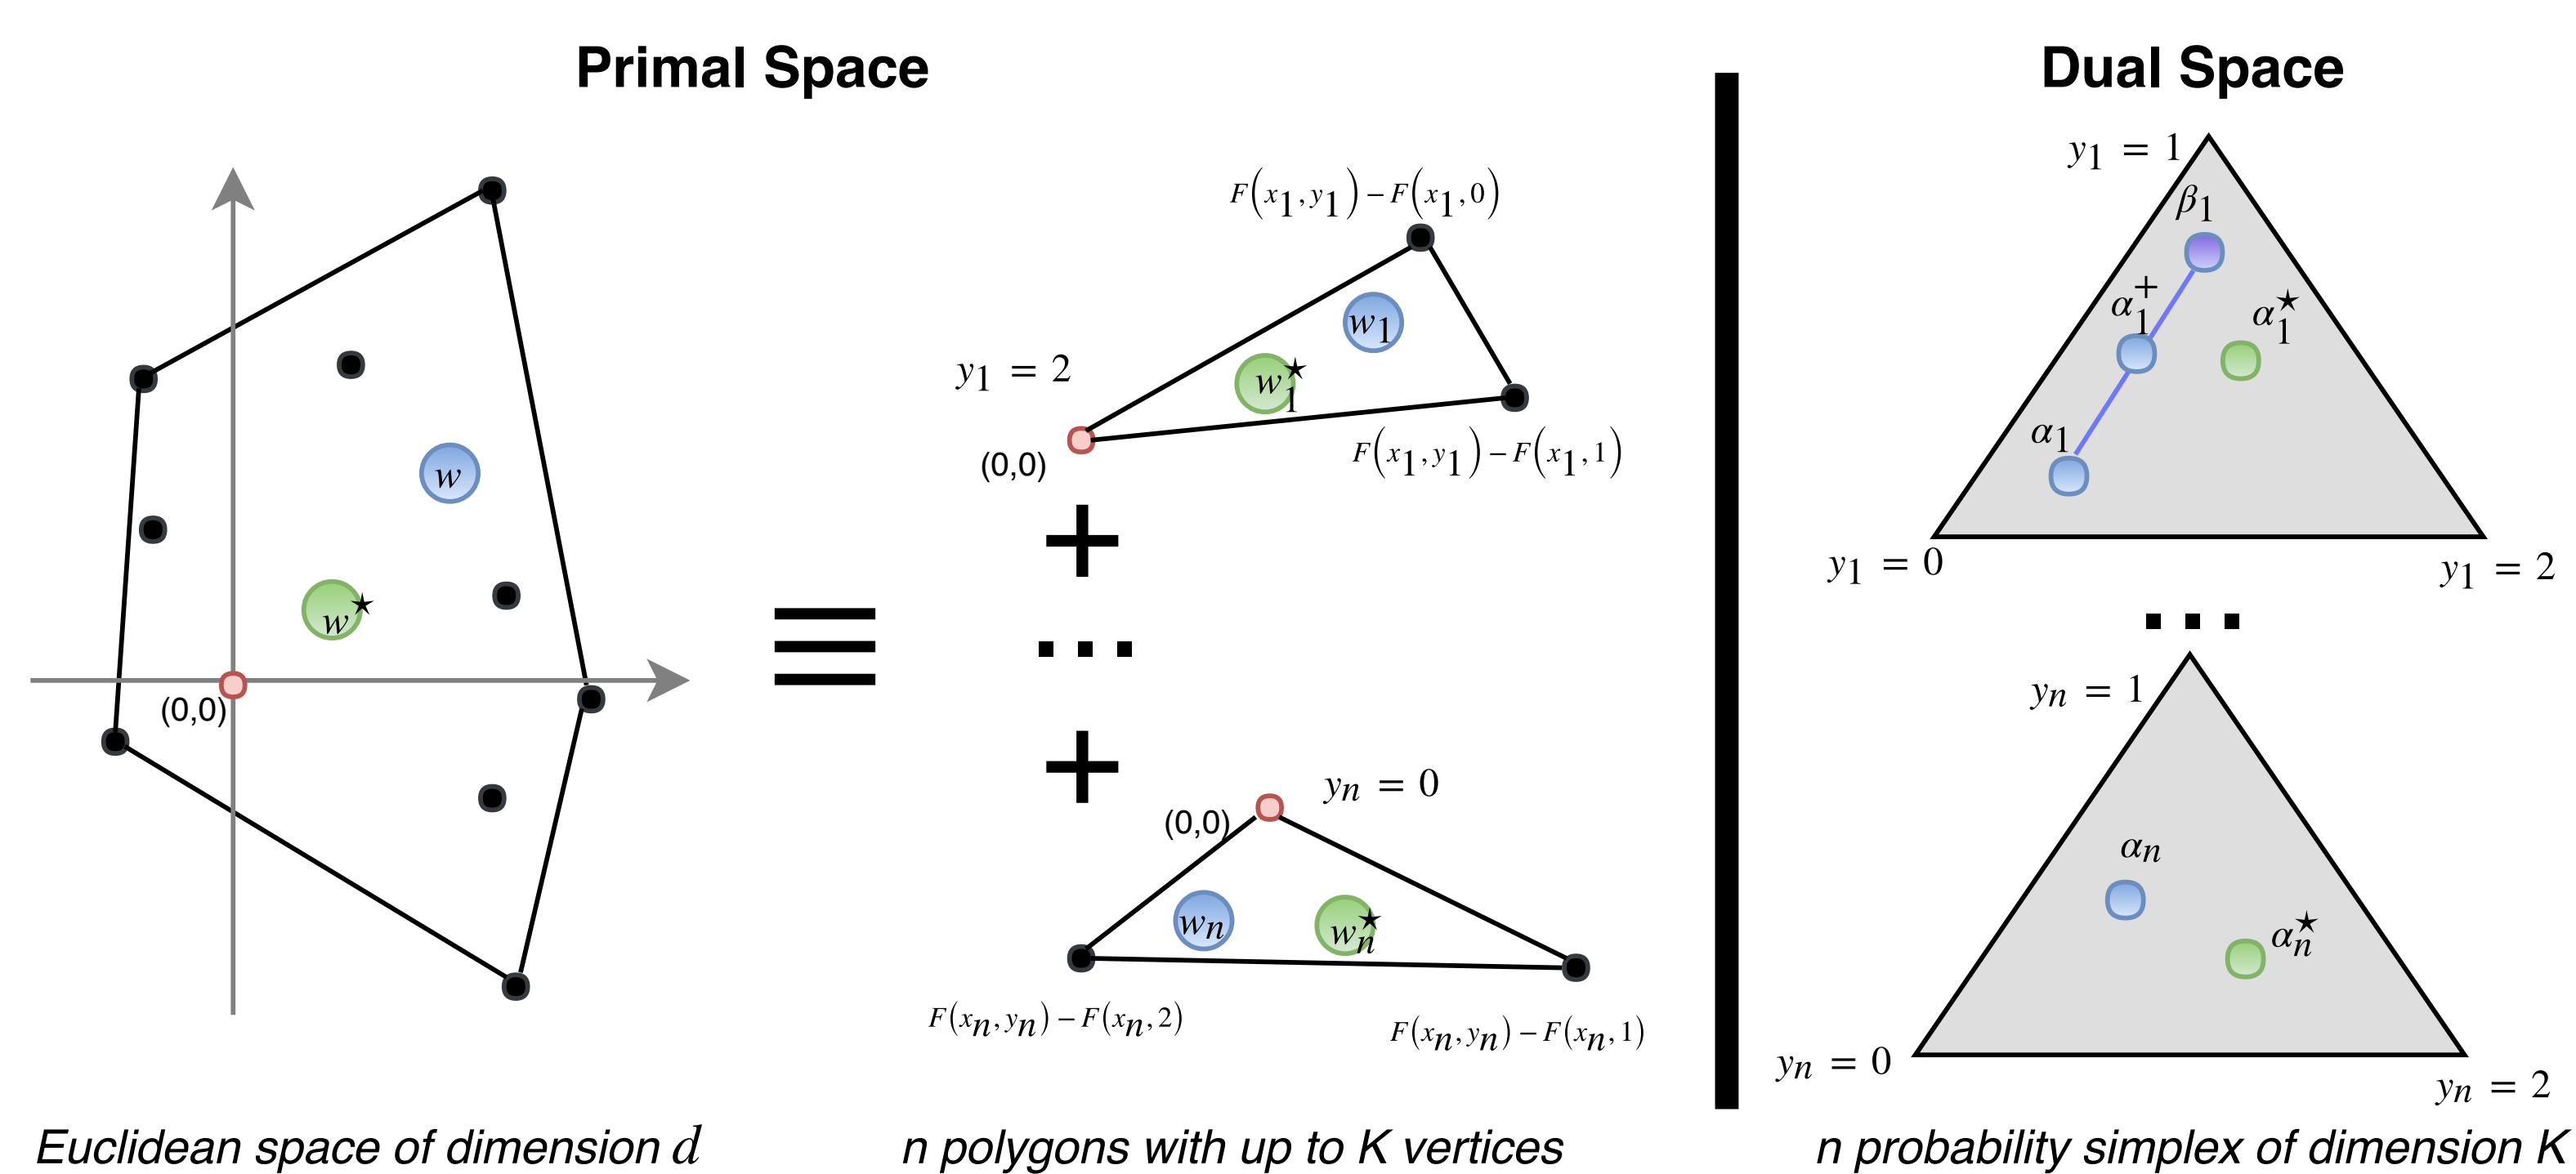 Primal Space
Dual Space
w
w★
(0,0)
Euclidean space of dimension d
F(x1,y1)−F(x1,0)
y1 = 2
w1
w1★
(0,0)
F(x1,y1)−F(x1,1)
+
...
+
yn = 0
(0,0)
wn
wn★
F(xn,yn)−F(xn,2)
F(xn,yn)−F(xn,1)
n polygons with up to K vertices
y1 = 1
β1
α1+
α1★
α1
y1 = 0
y1 = 2
...
yn = 1
αn
αn★
yn = 0
yn = 2
n probability simplex of dimension K